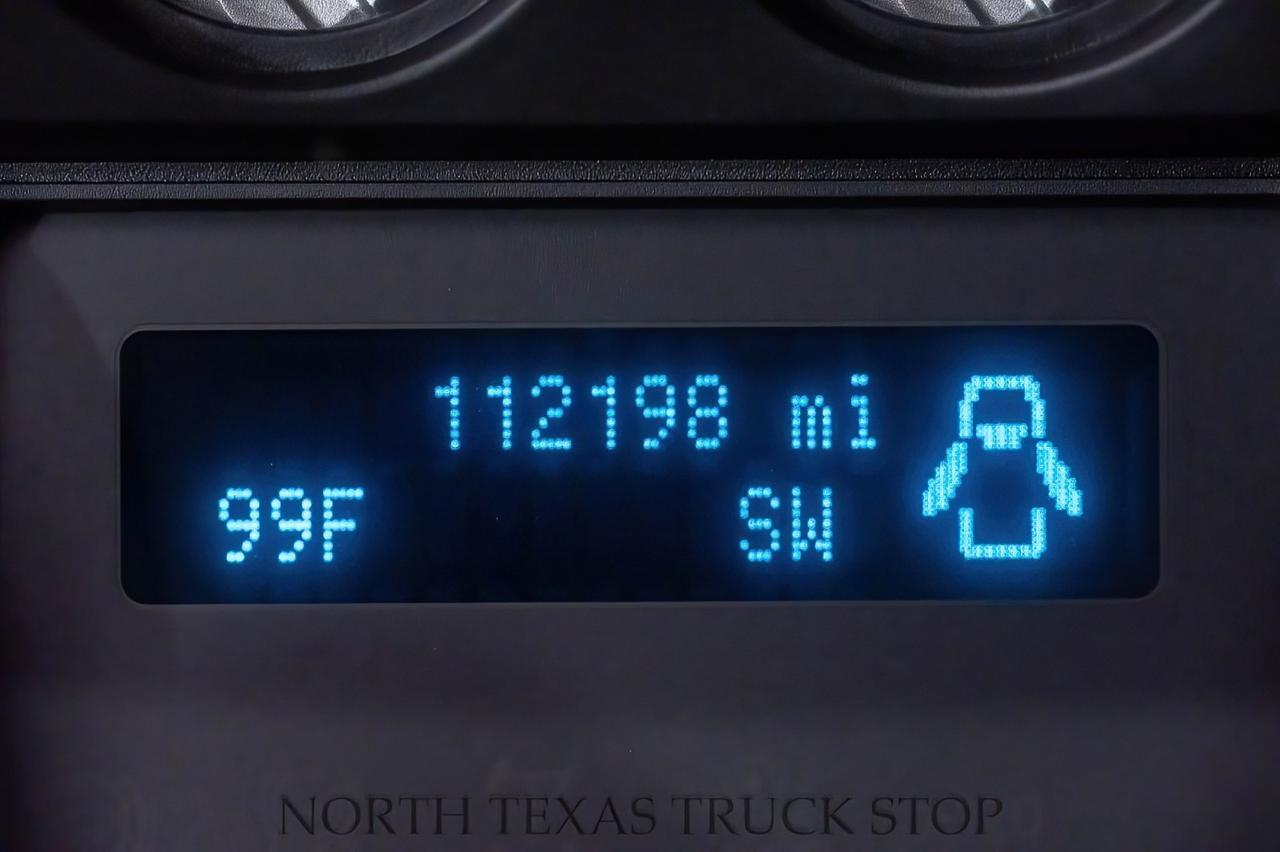 112198 mi
99F SW
NORTH TEXAS TRUCK STOP